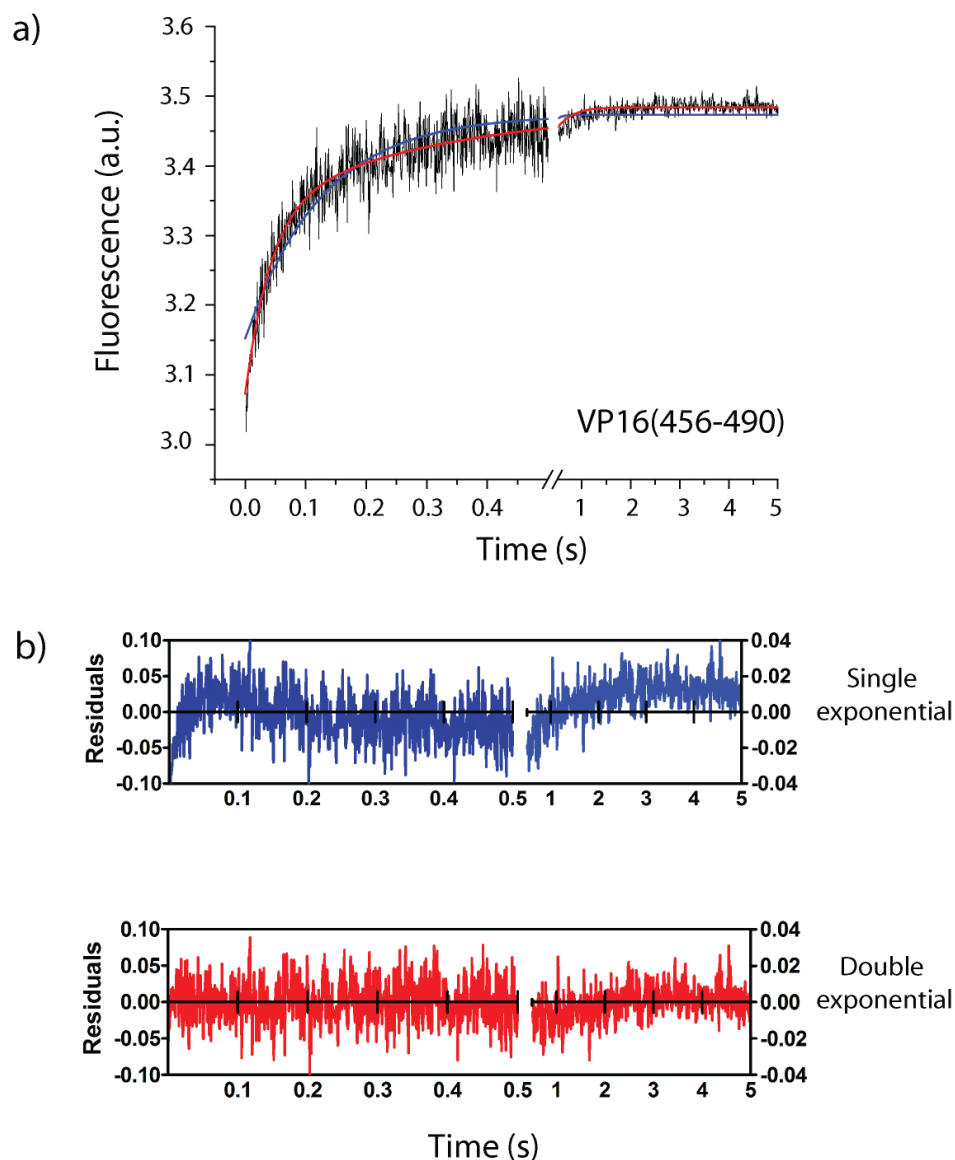 a)
3.6
3.5
3.4
3.3
3.2
3.1
3.0
Fluorescence (a.u.)
VP16(456-490)
0.0 0.1 0.2 0.3 0.4 1 2 3 4 5
Time (s)
b)
0.10 0.04
0.05 0.02
0.00 0.00
-0.05 -0.02
-0.10 -0.04
Residuals
Single
exponential
0.1 0.2 0.3 0.4 0.5 1 2 3 4 5
0.10 0.04
0.05 0.02
0.00 0.00
-0.05 -0.02
-0.10 -0.04
Residuals
Double
exponential
0.1 0.2 0.3 0.4 0.5 1 2 3 4 5
Time (s)